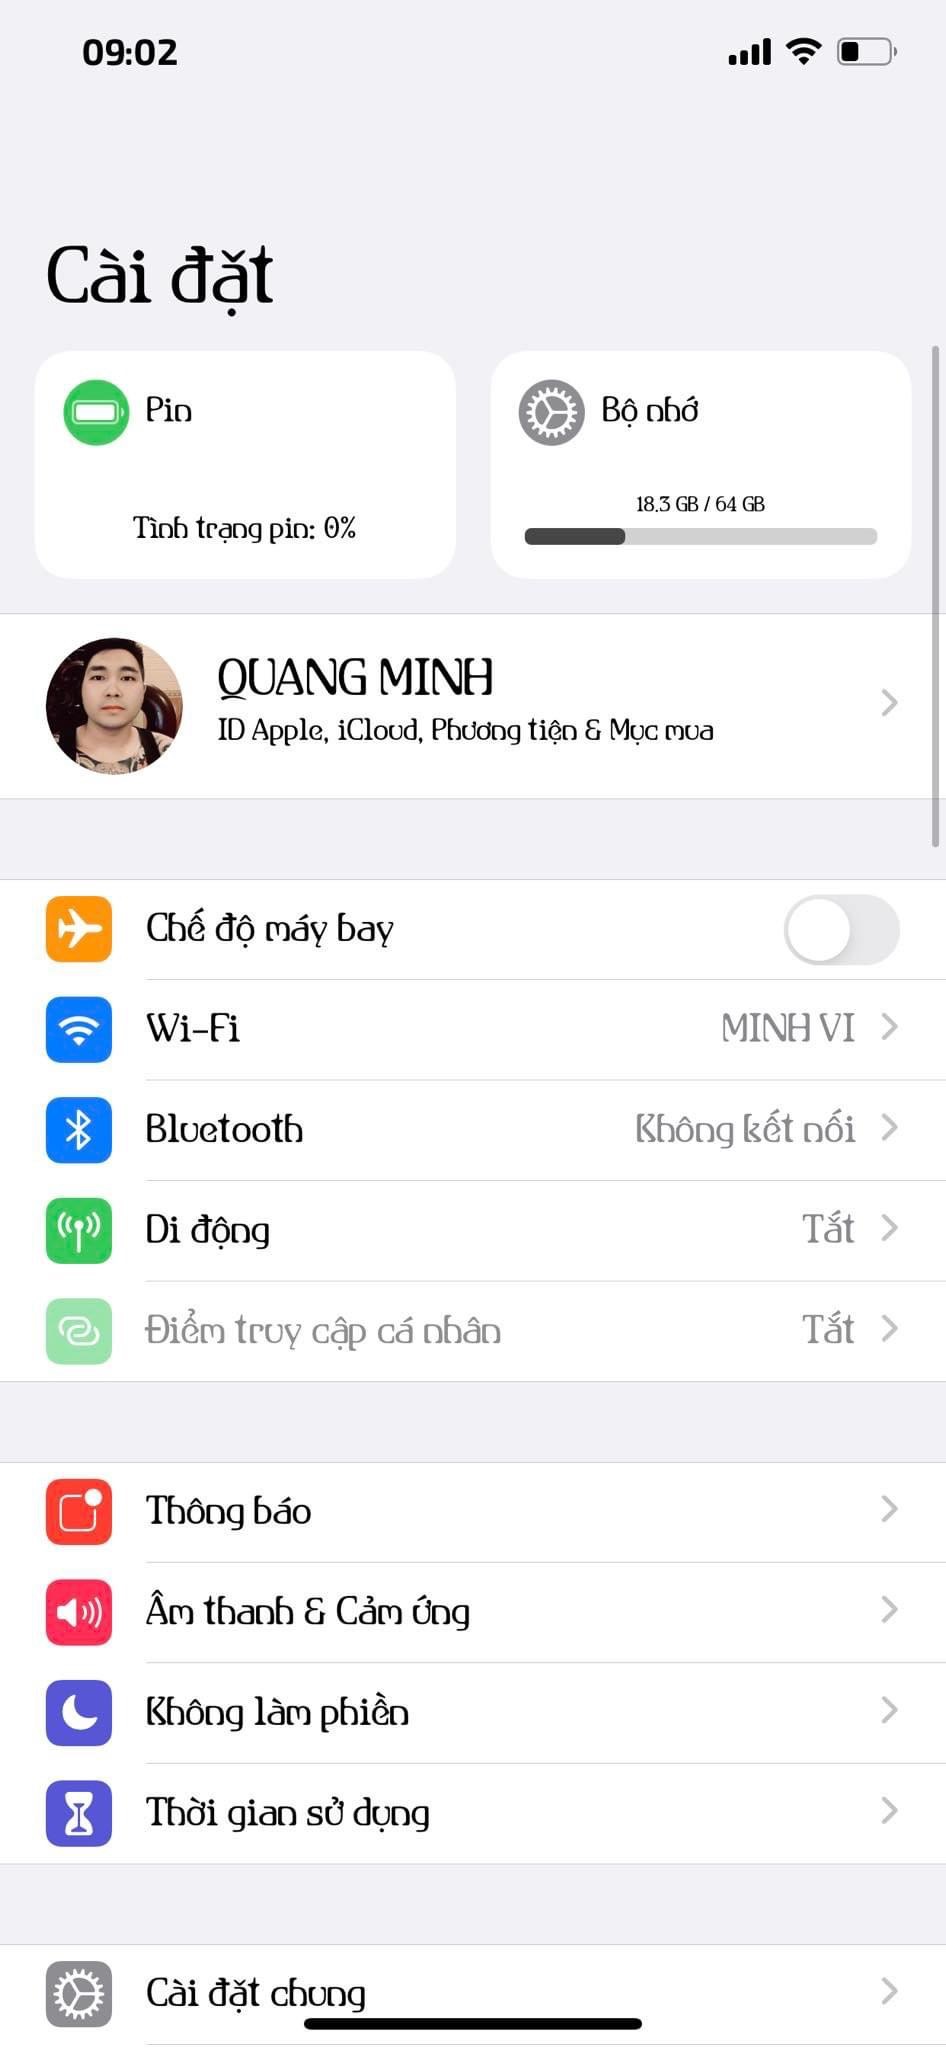 09:02
Cài đặt
Pin
Tình trạng pin: 0%
Bộ nhớ
18.3 GB / 64 GB
QUANG MINH
ID Apple, iCloud, Phương tiện & Mục mua
Chế độ máy bay
Wi-Fi MINH VI
Bluetooth Không kết nối
Di động Tắt
Điểm truy cập cá nhân Tắt
Thông báo
Âm thanh & Cảm ứng
Không làm phiền
Thời gian sử dụng
Cài đặt chung